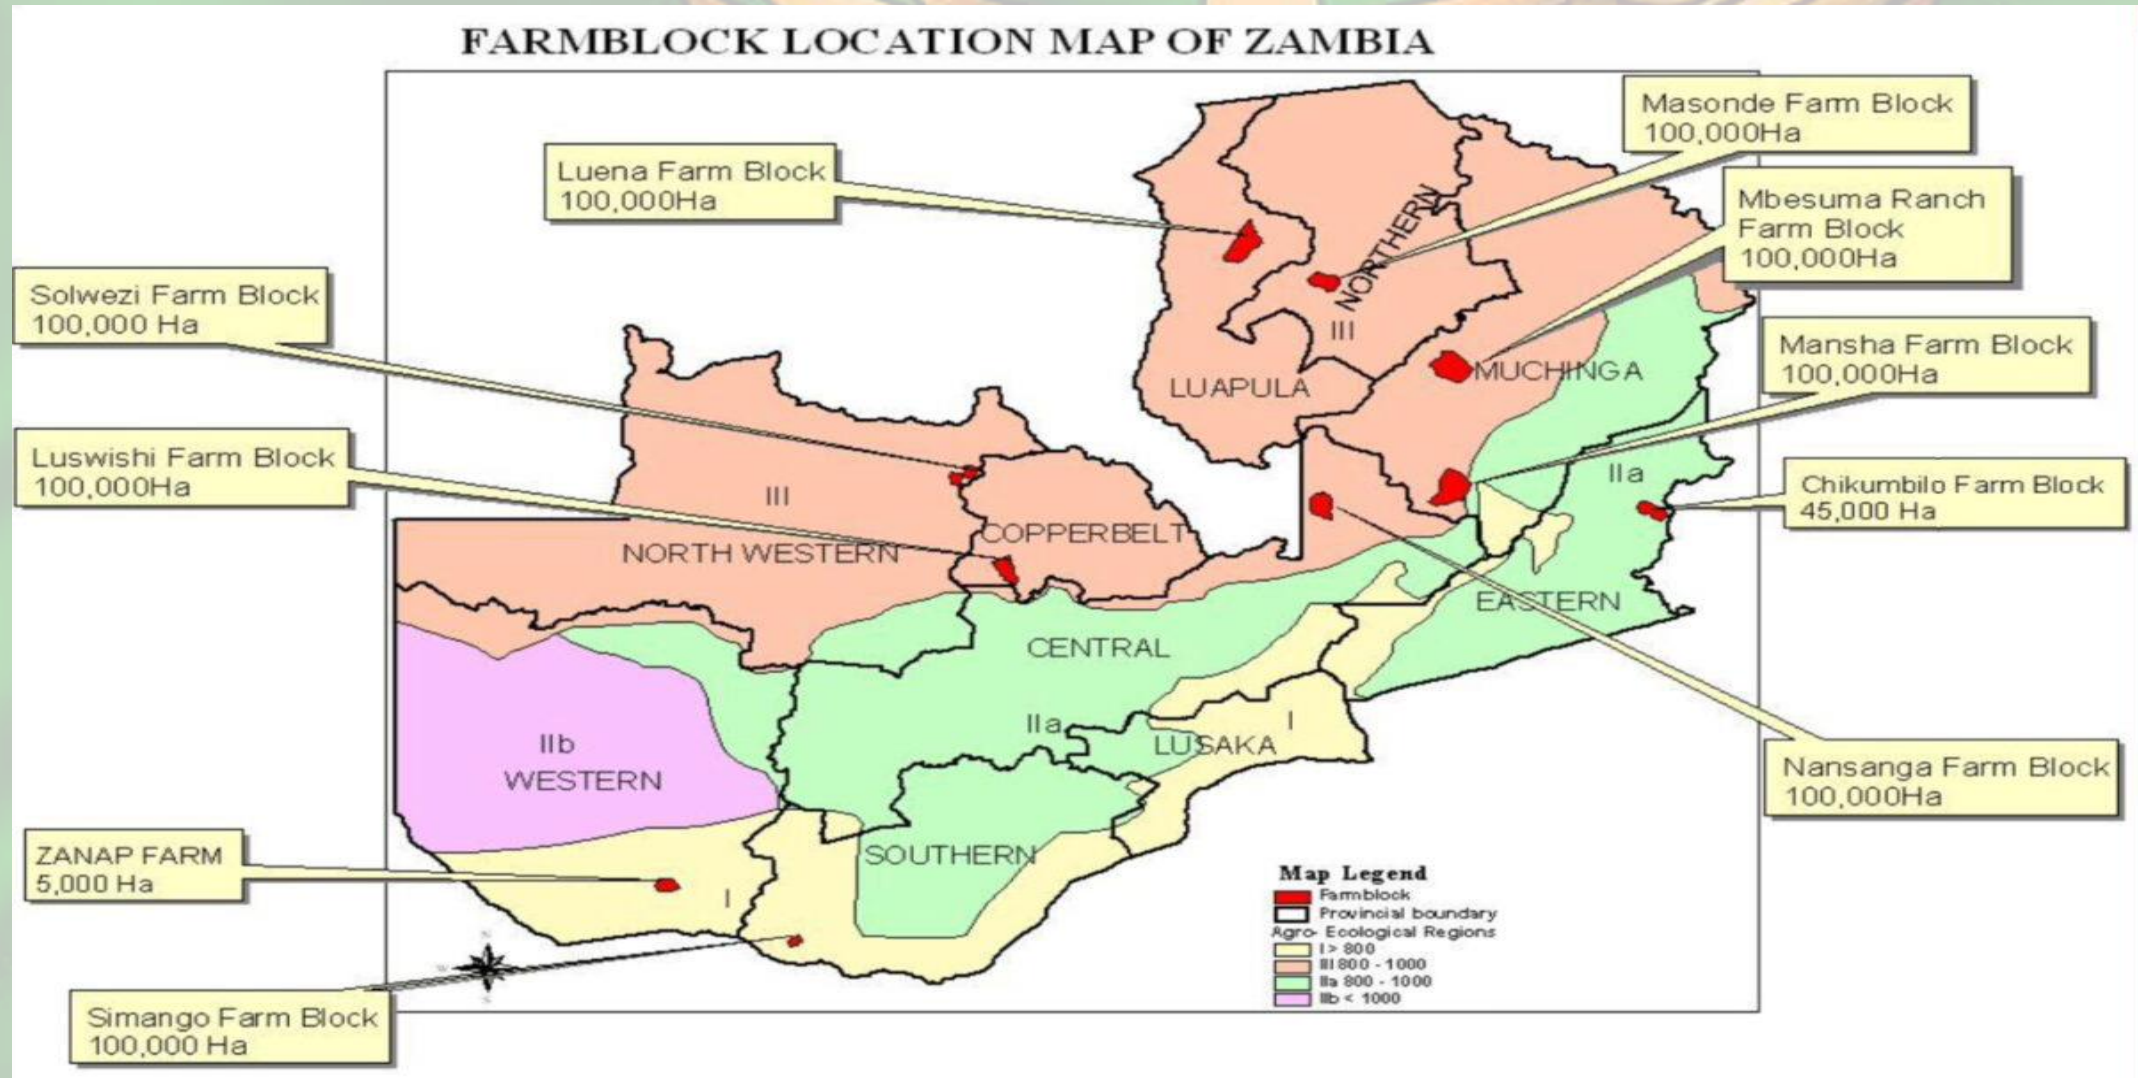 FARMBLOCK LOCATION MAP OF ZAMBIA
Masonde Farm Block
100,000Ha
Luena Farm Block
100,000Ha
Mbesuma Ranch
Farm Block
100,000Ha
Solwezi Farm Block
100,000 Ha
Mansha Farm Block
100,000Ha
Luswishi Farm Block
100,000Ha
Chikumbilo Farm Block
45,000 Ha
Nansanga Farm Block
100,000Ha
ZANAP FARM
5,000 Ha
Simango Farm Block
100,000 Ha
NORTHERN
III
LUAPULA
MUCHINGA
III
NORTH WESTERN
COPPERBELT
IIa
EASTERN
CENTRAL
IIa
LUSAKA
I
IIb
WESTERN
SOUTHERN
I
Map Legend
Farmblock
Provincial boundary
Agro- Ecological Regions
I > 800
III 800 - 1000
IIa 800 - 1000
IIb < 1000